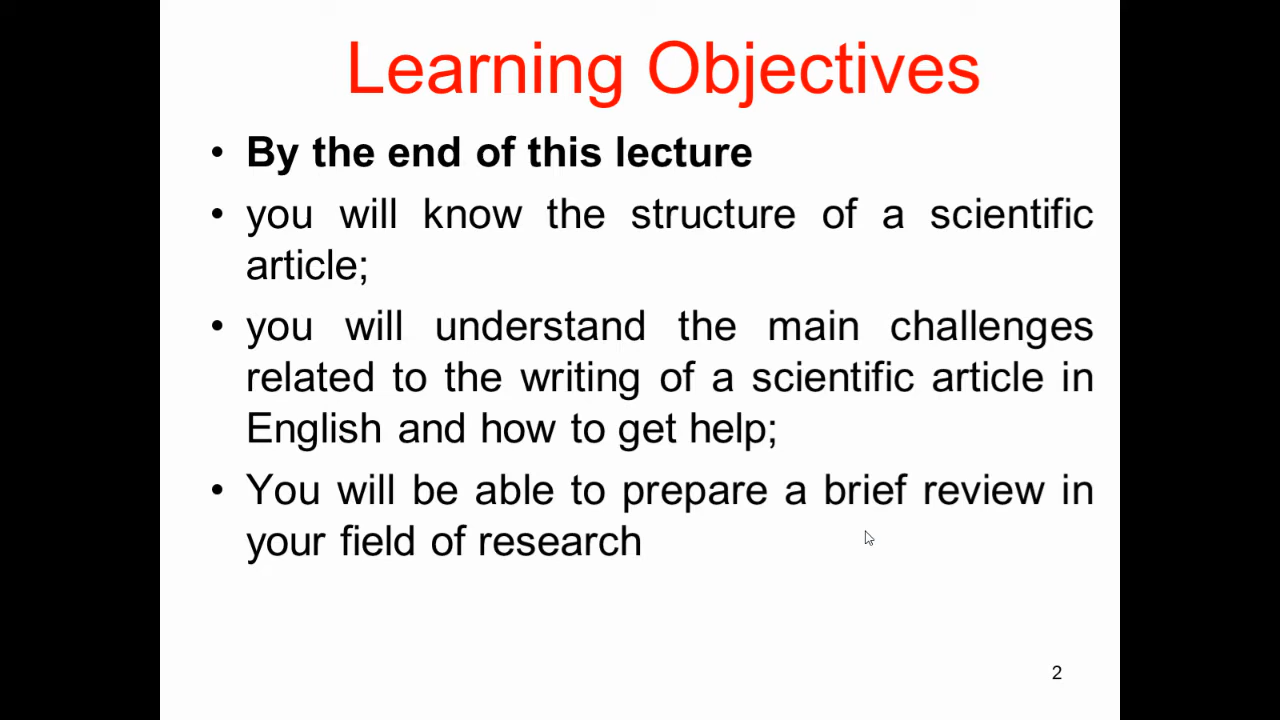 Learning Objectives
• By the end of this lecture
• you will know the structure of a scientific
article;
• you will understand the main challenges
related to the writing of a scientific article in
English and how to get help;
• You will be able to prepare a brief review in
your field of research
2